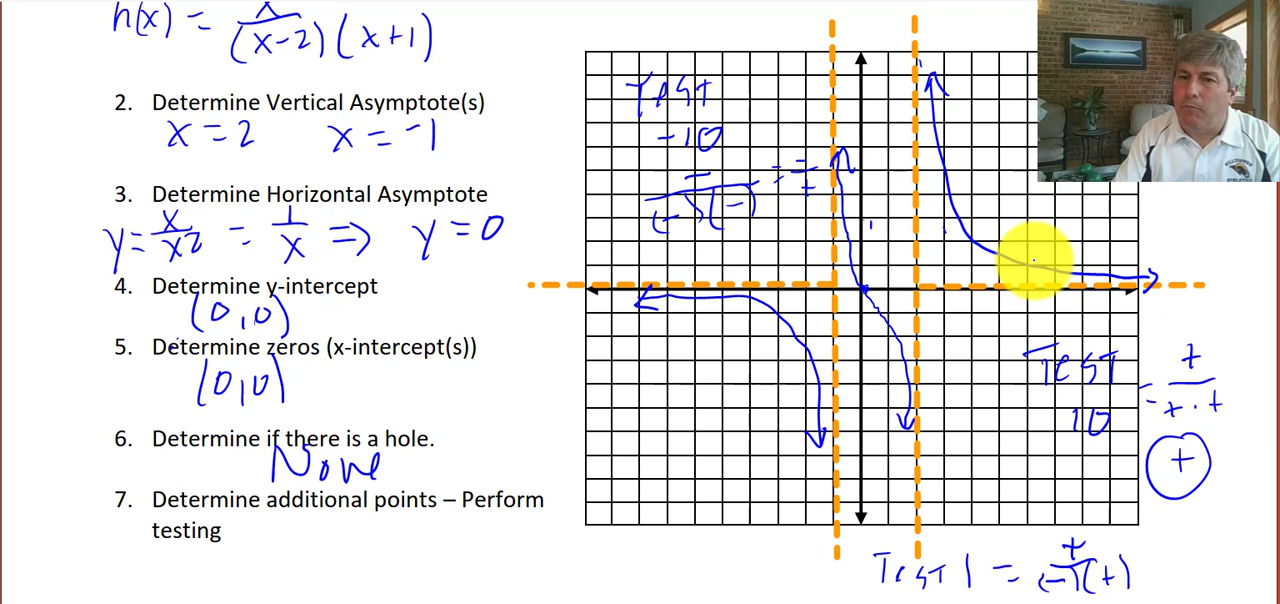 h(x) = x / (x-2)(x+1)
2. Determine Vertical Asymptote(s)
x = 2 x = -1
3. Determine Horizontal Asymptote
y = x/x2 = 1/x ⇒ y = 0
4. Determine y-intercept
(0,0)
5. Determine zeros (x-intercept(s))
(0,0)
6. Determine if there is a hole.
None
7. Determine additional points – Perform
testing
Test
-10
-/(-)(-) = -/+
Test
10
= +/+·+
+
Test 1 = +/(-)(+)